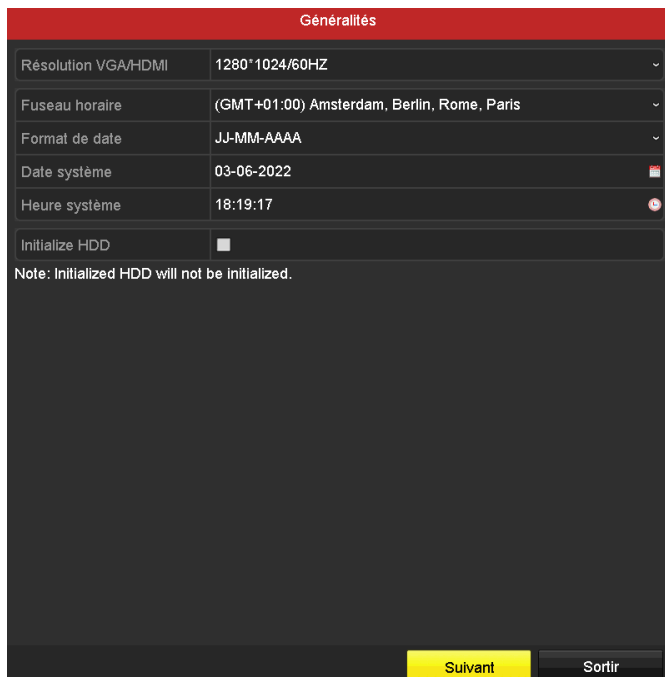 Généralités
Résolution VGA/HDMI 1280*1024/60HZ
Fuseau horaire (GMT+01:00) Amsterdam, Berlin, Rome, Paris
Format de date JJ-MM-AAAA
Date système 03-06-2022
Heure système 18:19:17
Initialize HDD
Note: Initialized HDD will not be initialized.
Suivant Sortir